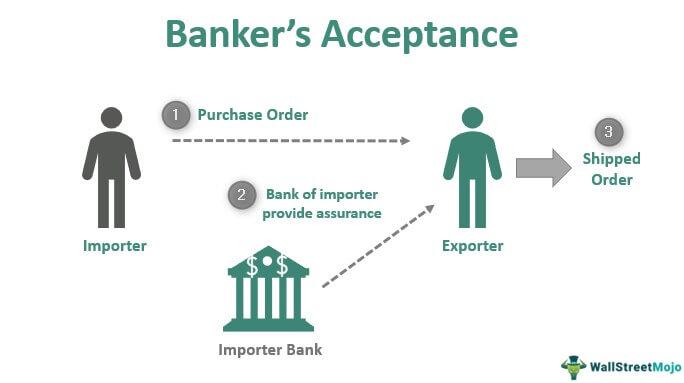 Banker's Acceptance
1 Purchase Order
3
Shipped
Order
2 Bank of importer
provide assurance
Importer
Exporter
$ $
Importer Bank
WallStreetMojo